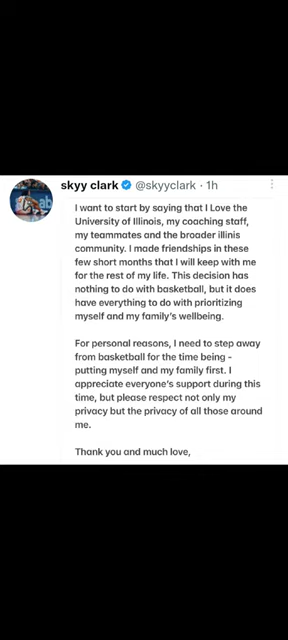 skyy clark @skyyclark · 1h
I want to start by saying that I Love the
University of Illinois, my coaching staff,
my teammates and the broader illinis
community. I made friendships in these
few short months that I will keep with me
for the rest of my life. This decision has
nothing to do with basketball, but it does
have everything to do with prioritizing
myself and my family's wellbeing.
For personal reasons, I need to step away
from basketball for the time being -
putting myself and my family first. I
appreciate everyone's support during this
time, but please respect not only my
privacy but the privacy of all those around
me.
Thank you and much love,